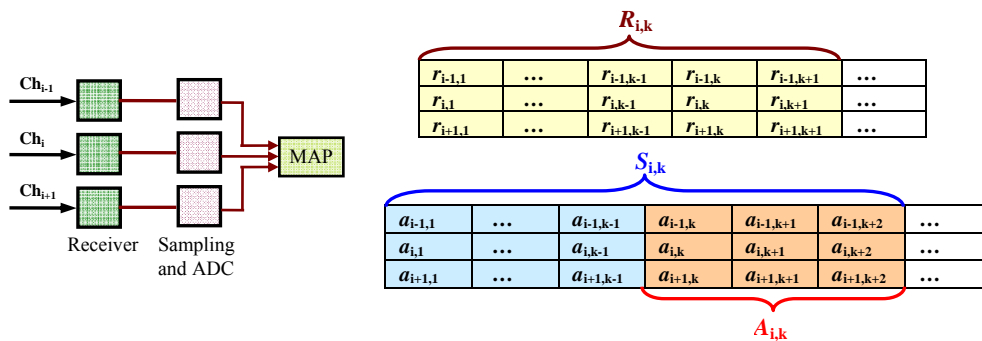 Ch_{i-1}
Ch_i
Ch_{i+1}
Receiver
Sampling
and ADC
MAP
R_{i,k}
r_{i-1,1} ... r_{i-1,k-1} r_{i-1,k} r_{i-1,k+1} ...
r_{i,1} ... r_{i,k-1} r_{i,k} r_{i,k+1} ...
r_{i+1,1} ... r_{i+1,k-1} r_{i+1,k} r_{i+1,k+1} ...
S_{i,k}
a_{i-1,1} ... a_{i-1,k-1} a_{i-1,k} a_{i-1,k+1} a_{i-1,k+2} ...
a_{i,1} ... a_{i,k-1} a_{i,k} a_{i,k+1} a_{i,k+2} ...
a_{i+1,1} ... a_{i+1,k-1} a_{i+1,k} a_{i+1,k+1} a_{i+1,k+2} ...
A_{i,k}